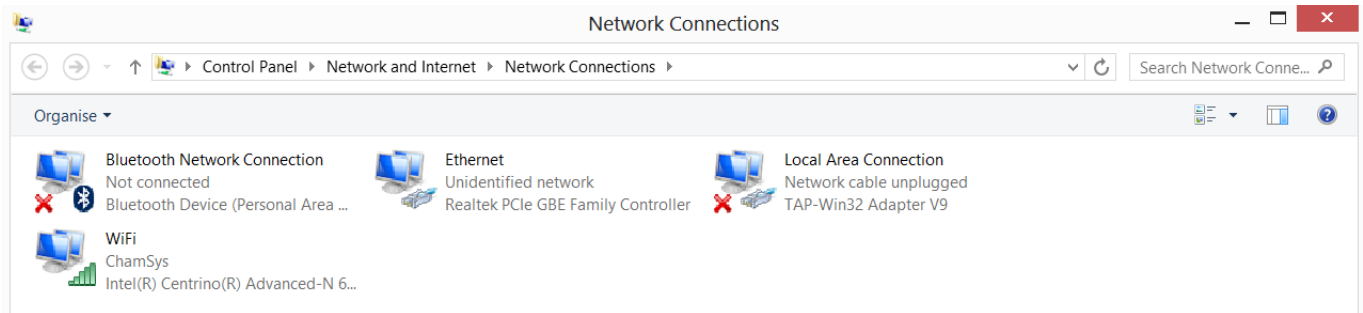 Network Connections
Control Panel Network and Internet Network Connections
Search Network Conne...
Organise
Bluetooth Network Connection
Not connected
Bluetooth Device (Personal Area ...
Ethernet
Unidentified network
Realtek PCIe GBE Family Controller
Local Area Connection
Network cable unplugged
TAP-Win32 Adapter V9
WiFi
ChamSys
Intel(R) Centrino(R) Advanced-N 6...